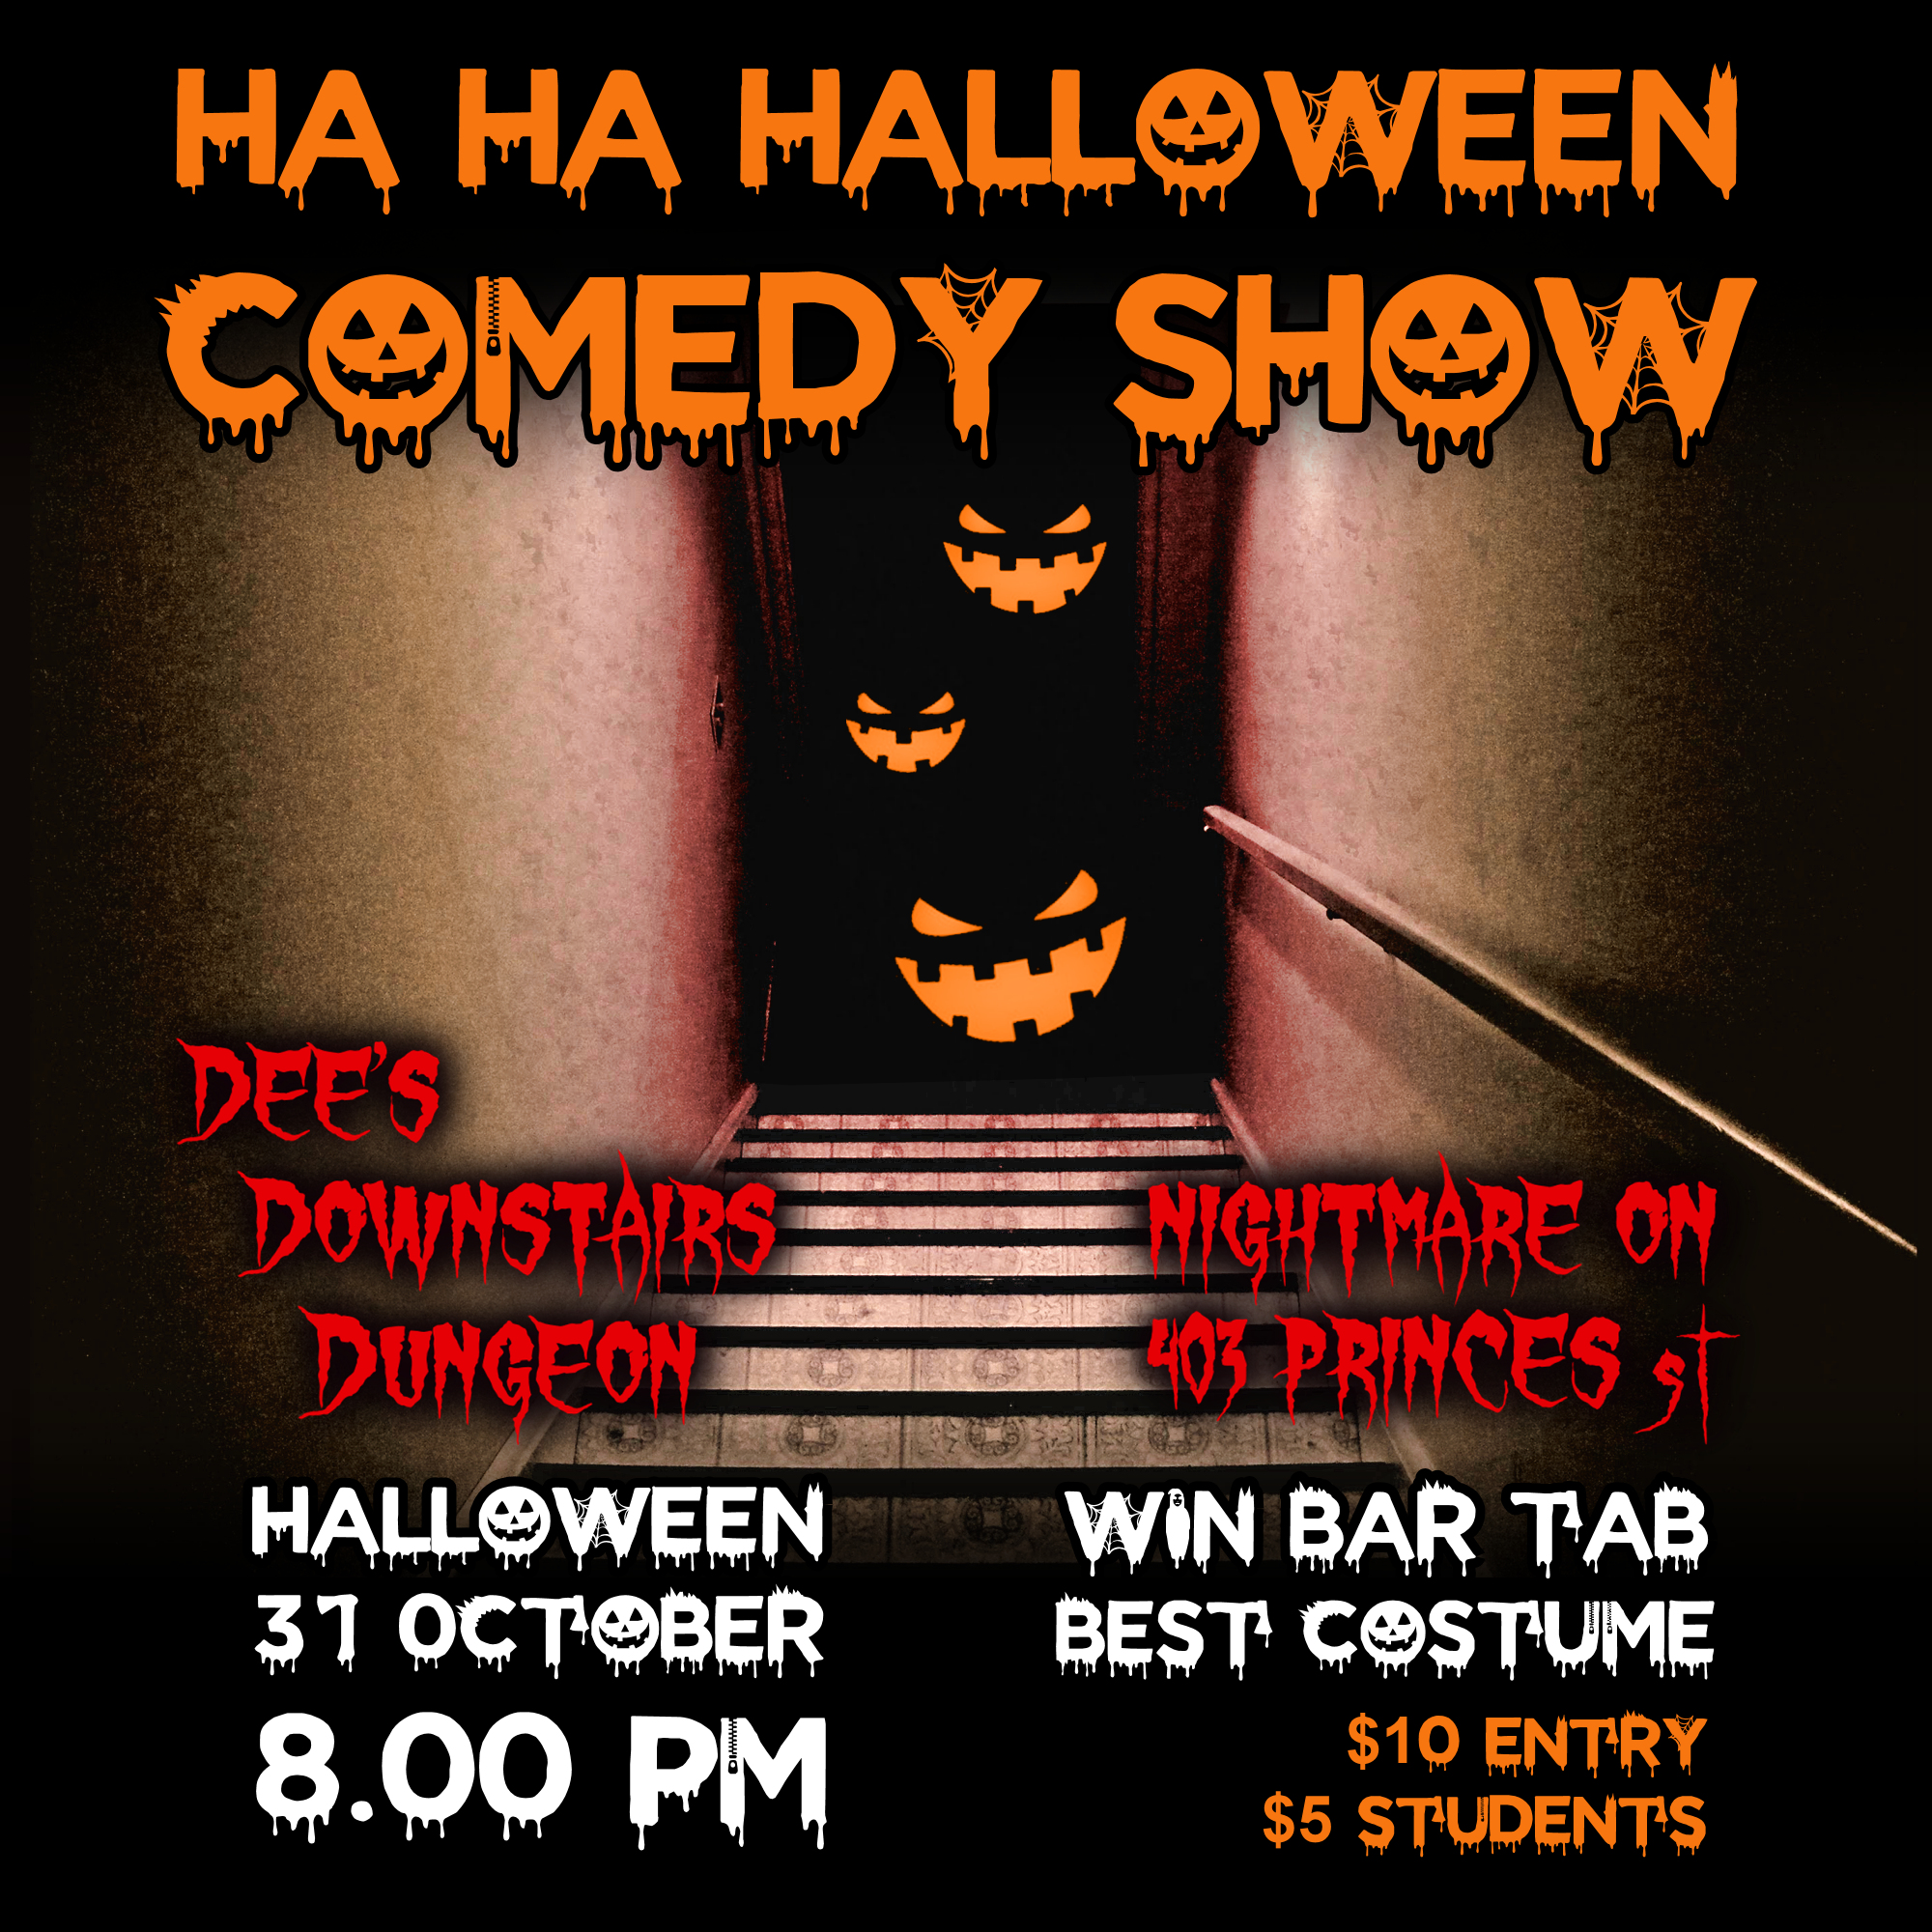 HA HA HALLOWEEN
COMEDY SHOW
DEE'S
DOWNSTAIRS
DUNGEON
NIGHTMARE ON
403 PRINCES ST
HALLOWEEN
31 OCTOBER
8.00 PM
WIN BAR TAB
BEST COSTUME
$10 ENTRY
$5 STUDENTS